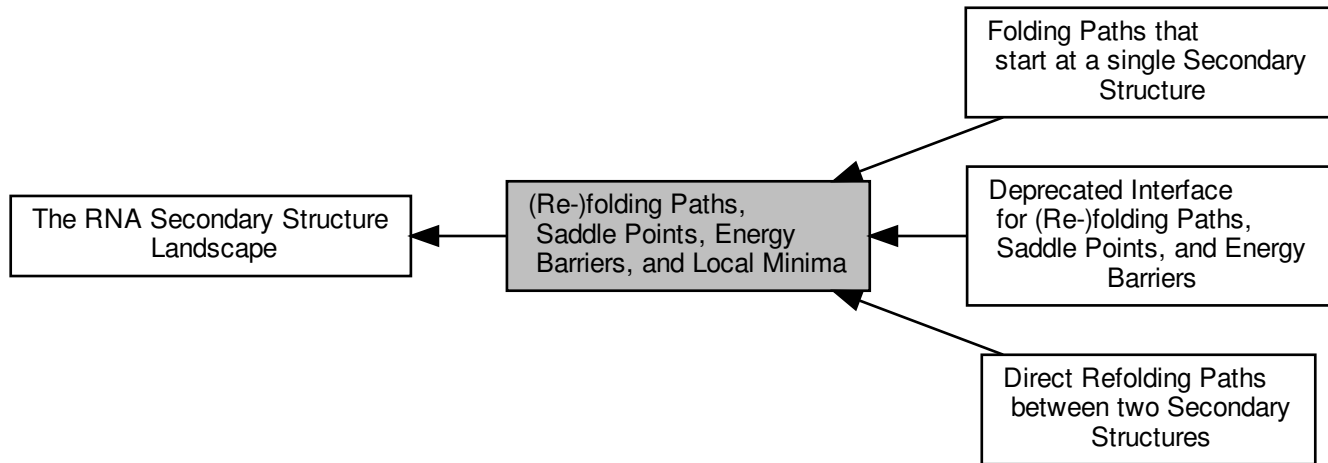 The RNA Secondary Structure
Landscape
(Re-)folding Paths,
Saddle Points, Energy
Barriers, and Local Minima
Folding Paths that
start at a single Secondary
Structure
Deprecated Interface
for (Re-)folding Paths,
Saddle Points, and Energy
Barriers
Direct Refolding Paths
between two Secondary
Structures